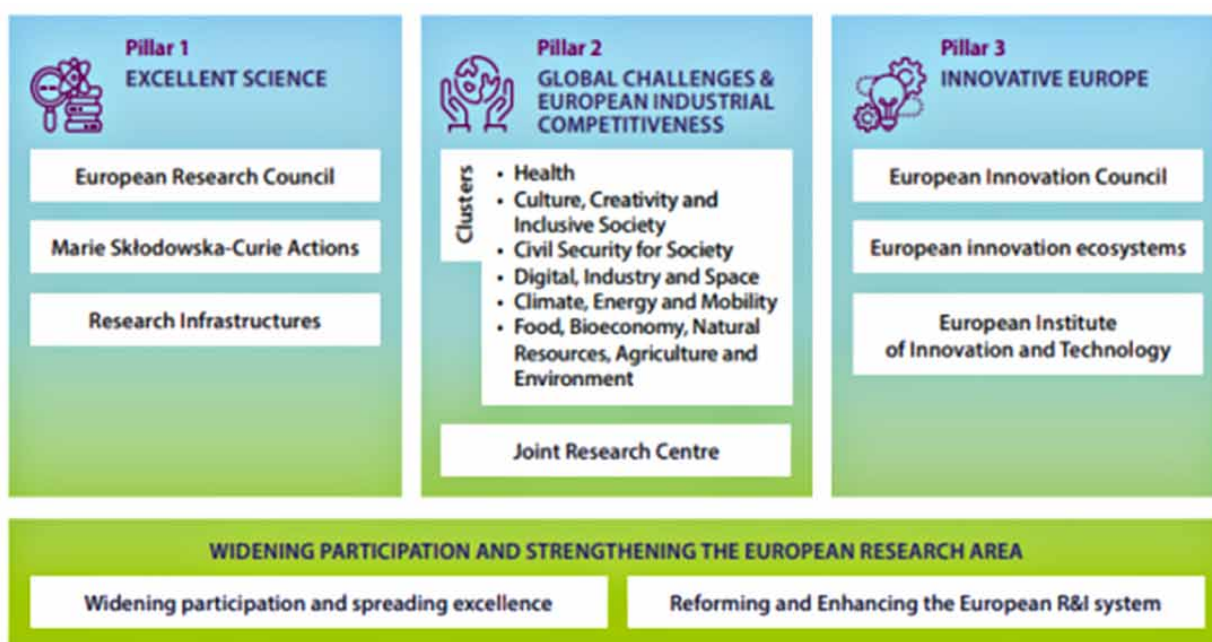 Pillar 1
EXCELLENT SCIENCE
European Research Council
Marie Skłodowska-Curie Actions
Research Infrastructures
Pillar 2
GLOBAL CHALLENGES &
EUROPEAN INDUSTRIAL
COMPETITIVENESS
Clusters
• Health
• Culture, Creativity and
Inclusive Society
• Civil Security for Society
• Digital, Industry and Space
• Climate, Energy and Mobility
• Food, Bioeconomy, Natural
Resources, Agriculture and
Environment
Joint Research Centre
Pillar 3
INNOVATIVE EUROPE
European Innovation Council
European innovation ecosystems
European Institute
of Innovation and Technology
WIDENING PARTICIPATION AND STRENGTHENING THE EUROPEAN RESEARCH AREA
Widening participation and spreading excellence
Reforming and Enhancing the European R&I system